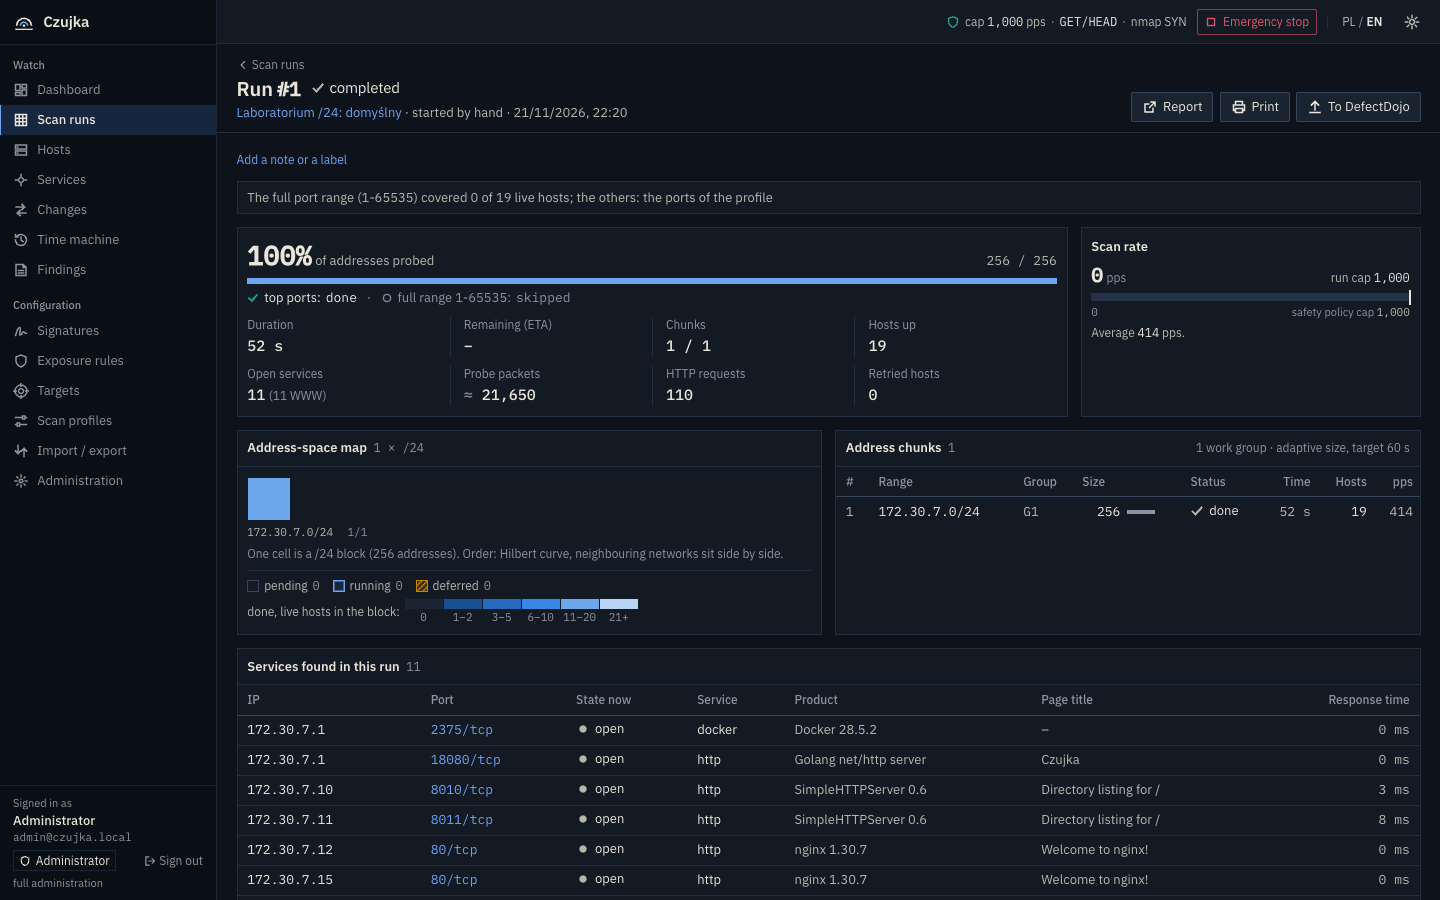 Czujka
cap 1,000 pps · GET/HEAD · nmap SYN
Emergency stop
PL / EN
Watch
Dashboard
Scan runs
Hosts
Services
Changes
Time machine
Findings
Configuration
Signatures
Exposure rules
Targets
Scan profiles
Import / export
Administration
Signed in as
Administrator
admin@czujka.local
Administrator
Sign out
full administration
Scan runs
Run #1 completed
Laboratorium /24: domyślny · started by hand · 21/11/2026, 22:20
Report
Print
To DefectDojo
Add a note or a label
The full port range (1-65535) covered 0 of 19 live hosts; the others: the ports of the profile
100% of addresses probed 256 / 256
top ports: done · full range 1-65535: skipped
Duration Remaining (ETA) Chunks Hosts up
52 s – 1 / 1 19
Open services Probe packets HTTP requests Retried hosts
11 (11 WWW) ≈ 21,650 110 0
Scan rate
0 pps run cap 1,000
0 safety policy cap 1,000
Average 414 pps.
Address-space map 1 × /24
172.30.7.0/24 1/1
One cell is a /24 block (256 addresses). Order: Hilbert curve, neighbouring networks sit side by side.
pending 0 running 0 deferred 0
done, live hosts in the block:
0 1–2 3–5 6–10 11–20 21+
Address chunks 1 1 work group · adaptive size, target 60 s
# Range Group Size Status Time Hosts pps
1 172.30.7.0/24 G1 256 done 52 s 19 414
Services found in this run 11
IP Port State now Service Product Page title Response time
172.30.7.1 2375/tcp open docker Docker 28.5.2 – 0 ms
172.30.7.1 18080/tcp open http Golang net/http server Czujka 0 ms
172.30.7.10 8010/tcp open http SimpleHTTPServer 0.6 Directory listing for / 3 ms
172.30.7.11 8011/tcp open http SimpleHTTPServer 0.6 Directory listing for / 8 ms
172.30.7.12 80/tcp open http nginx 1.30.7 Welcome to nginx! 0 ms
172.30.7.15 80/tcp open http nginx 1.30.7 Welcome to nginx! 0 ms